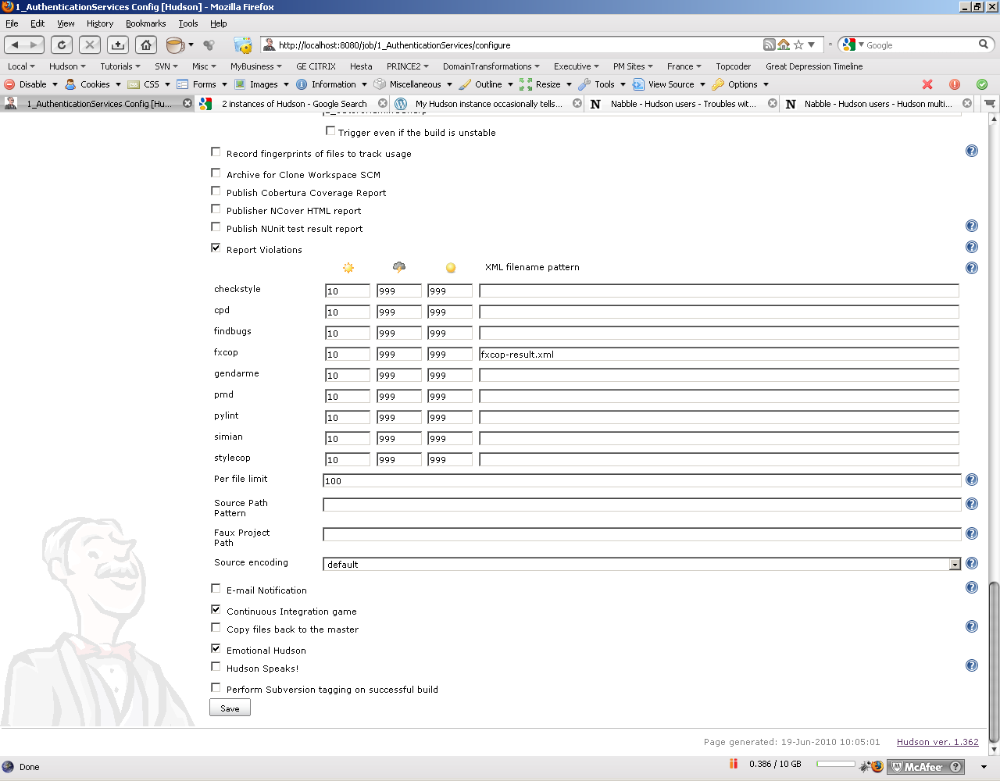 1_AuthenticationServices Config [Hudson] - Mozilla Firefox
File Edit View History Bookmarks Tools Help
http://localhost:8080/job/1_AuthenticationServices/configure Google
Local Hudson Tutorials SVN Misc MyBusiness GE CITRIX Hesta PRINCE2 DomainTransformations Executive PM Sites France Topcoder Great Depression Timeline
Disable Cookies CSS Forms Images Information Miscellaneous Outline Resize Tools View Source Options
1_AuthenticationServices Config [Hu... 2 instances of Hudson - Google Search My Hudson instance occasionally tells... Nabble - Hudson users - Troubles wit... Nabble - Hudson users - Hudson multi...
Trigger even if the build is unstable
Record fingerprints of files to track usage
Archive for Clone Workspace SCM
Publish Cobertura Coverage Report
Publisher NCover HTML report
Publish NUnit test result report
Report Violations
XML filename pattern
checkstyle 10 999 999
cpd 10 999 999
findbugs 10 999 999
fxcop 10 999 999 fxcop-result.xml
gendarme 10 999 999
pmd 10 999 999
pylint 10 999 999
simian 10 999 999
stylecop 10 999 999
Per file limit 100
Source Path
Pattern
Faux Project
Path
Source encoding default
E-mail Notification
Continuous Integration game
Copy files back to the master
Emotional Hudson
Hudson Speaks!
Perform Subversion tagging on successful build
Save
Page generated: 19-Jun-2010 10:05:01 Hudson ver. 1.362
Done 0.386 / 10 GB McAfee